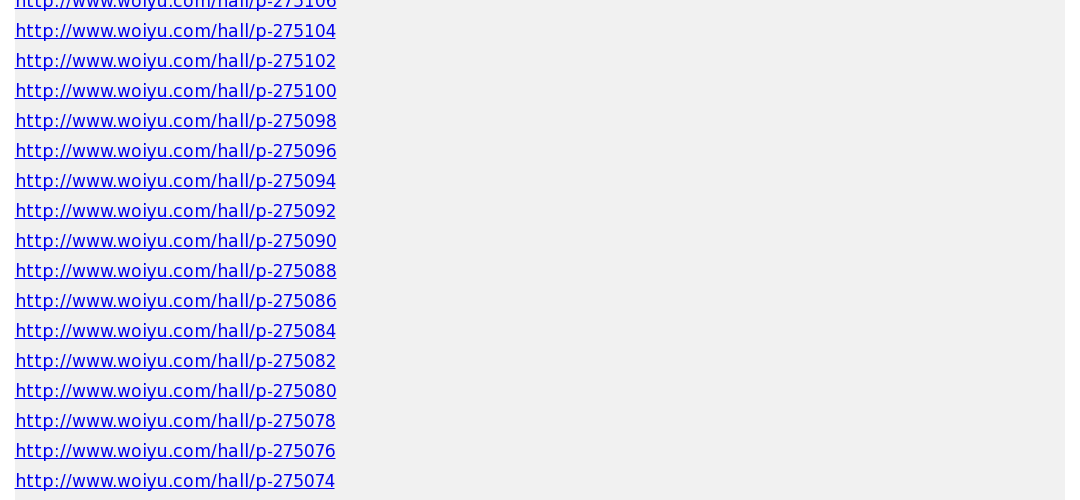 http://www.woiyu.com/hall/p-275106
http://www.woiyu.com/hall/p-275104
http://www.woiyu.com/hall/p-275102
http://www.woiyu.com/hall/p-275100
http://www.woiyu.com/hall/p-275098
http://www.woiyu.com/hall/p-275096
http://www.woiyu.com/hall/p-275094
http://www.woiyu.com/hall/p-275092
http://www.woiyu.com/hall/p-275090
http://www.woiyu.com/hall/p-275088
http://www.woiyu.com/hall/p-275086
http://www.woiyu.com/hall/p-275084
http://www.woiyu.com/hall/p-275082
http://www.woiyu.com/hall/p-275080
http://www.woiyu.com/hall/p-275078
http://www.woiyu.com/hall/p-275076
http://www.woiyu.com/hall/p-275074